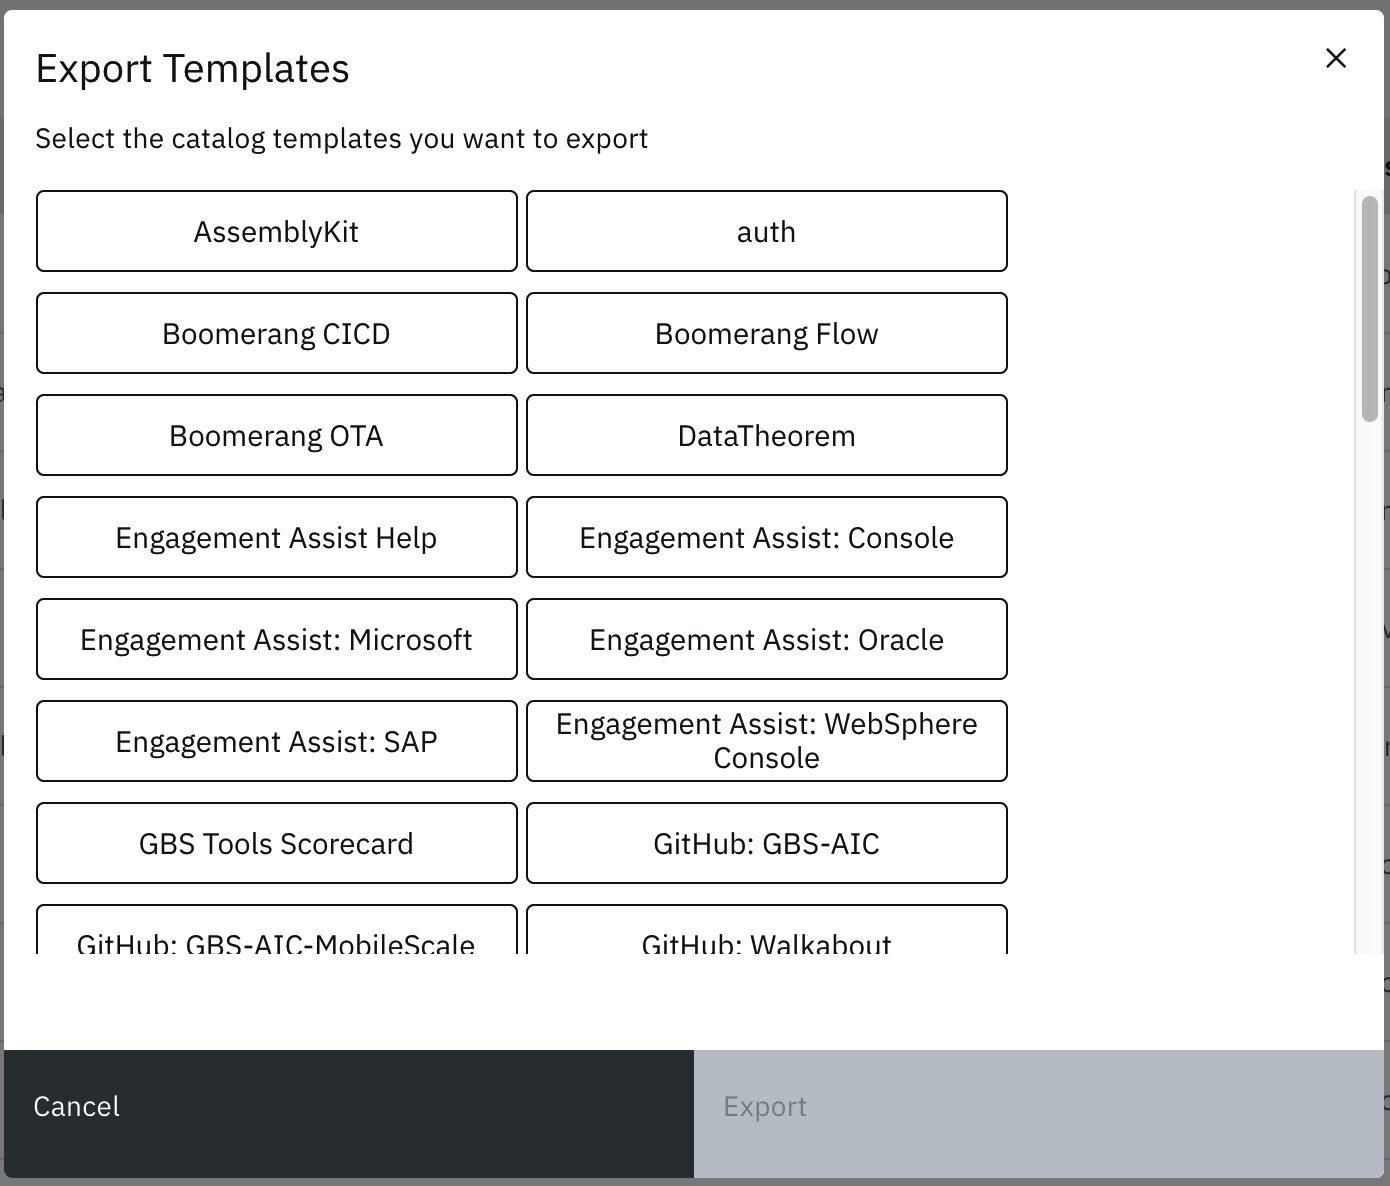 Export Templates
Select the catalog templates you want to export
AssemblyKit
auth
Boomerang CICD
Boomerang Flow
Boomerang OTA
DataTheorem
Engagement Assist Help
Engagement Assist: Console
Engagement Assist: Microsoft
Engagement Assist: Oracle
Engagement Assist: SAP
Engagement Assist: WebSphere
Console
GBS Tools Scorecard
GitHub: GBS-AIC
GitHub: GBS-AIC-MobileScale
GitHub: Walkabout
Cancel
Export